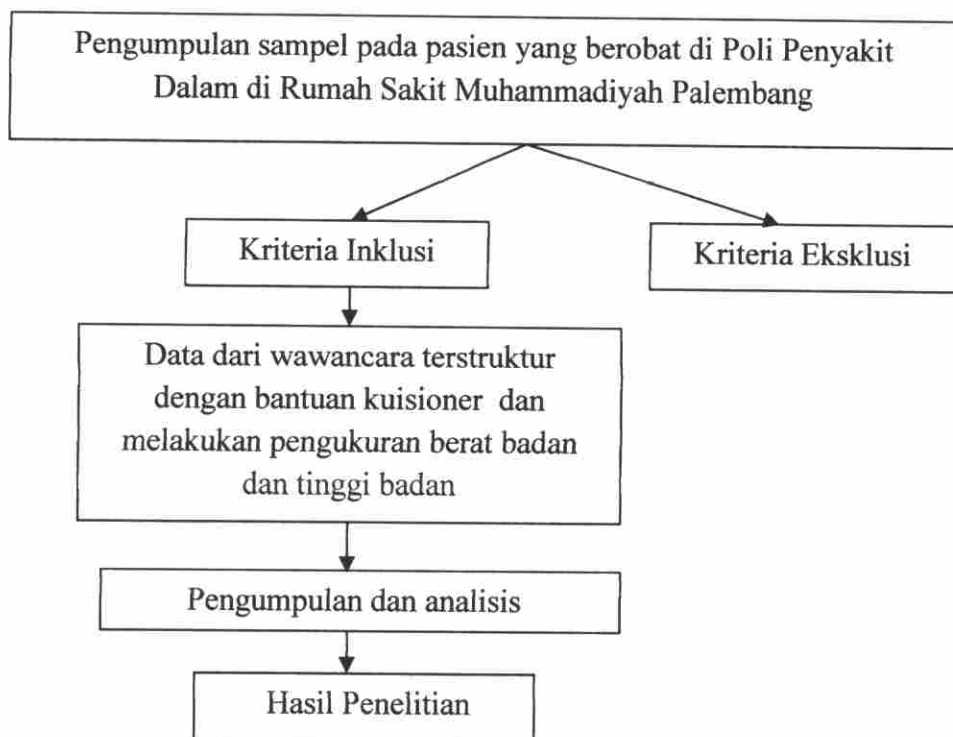 Pengumpulan sampel pada pasien yang berobat di Poli Penyakit
Dalam di Rumah Sakit Muhammadiyah Palembang
Kriteria Inklusi
Kriteria Eksklusi
Data dari wawancara terstruktur
dengan bantuan kuisioner dan
melakukan pengukuran berat badan
dan tinggi badan
Pengumpulan dan analisis
Hasil Penelitian